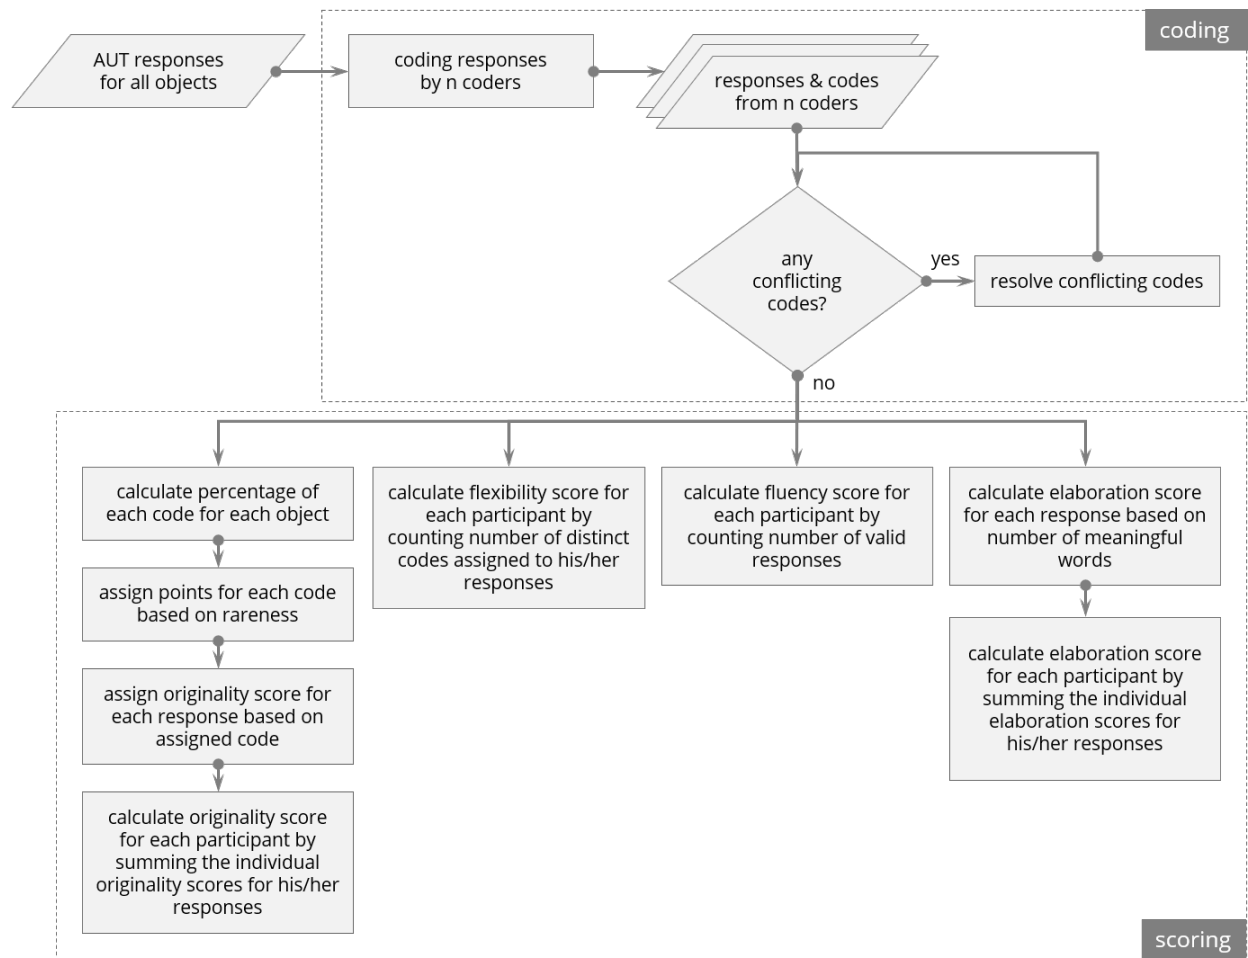 coding
AUT responses
for all objects
coding responses
by n coders
responses & codes
from n coders
any
conflicting
codes?
yes
resolve conflicting codes
no
calculate percentage of
each code for each object
assign points for each code
based on rareness
assign originality score for
each response based on
assigned code
calculate originality score
for each participant by
summing the individual
originality scores for his/her
responses
calculate flexibility score for
each participant by
counting number of distinct
codes assigned to his/her
responses
calculate fluency score for
each participant by
counting number of valid
responses
calculate elaboration score
for each response based on
number of meaningful
words
calculate elaboration score
for each participant by
summing the individual
elaboration scores for
his/her responses
scoring